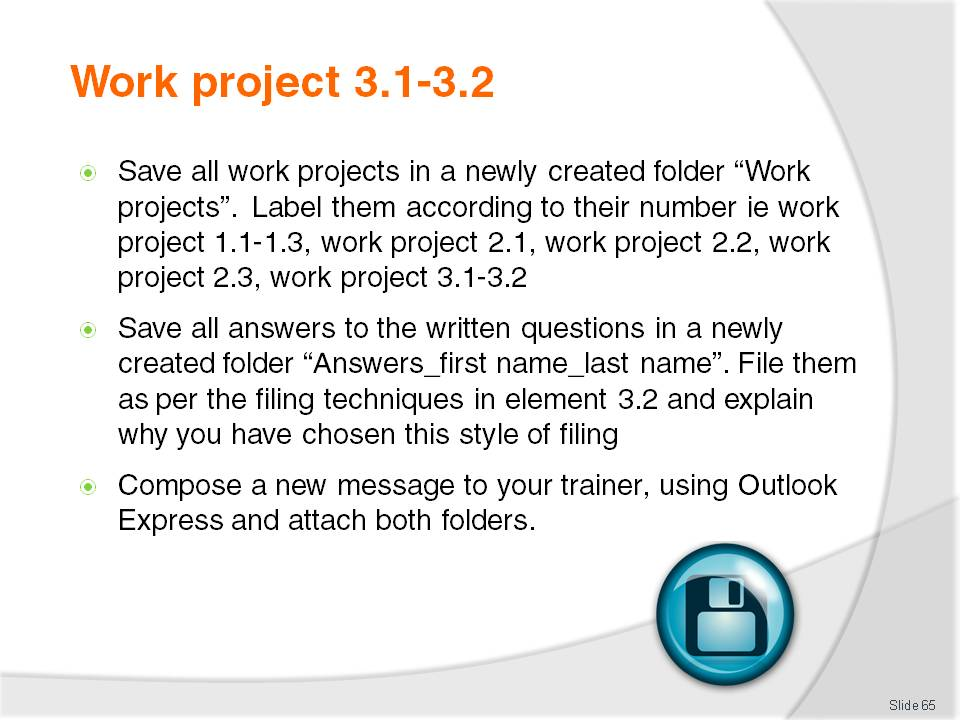 Work project 3.1-3.2
Save all work projects in a newly created folder “Work
projects”.  Label them according to their number ie work
project 1.1-1.3, work project 2.1, work project 2.2, work
project 2.3, work project 3.1-3.2
Save all answers to the written questions in a newly
created folder “Answers_first name_last name”. File them
as per the filing techniques in element 3.2 and explain
why you have chosen this style of filing
Compose a new message to your trainer, using Outlook
Express and attach both folders.
Slide 65